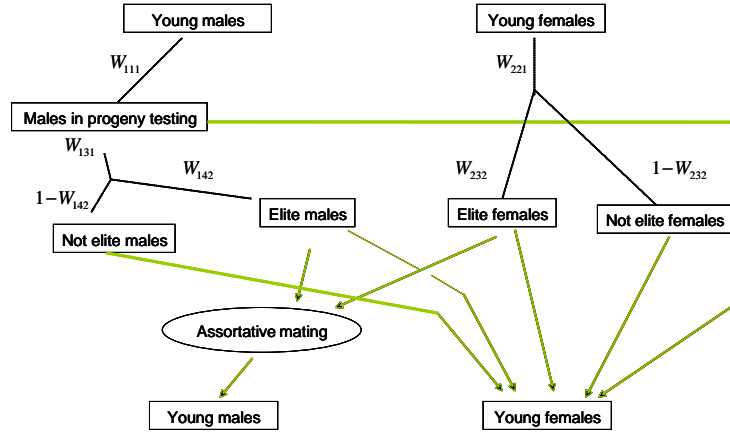 Young males
Young females
W₁₁₁
W₂₂₁
Males in progeny testing
W₁₃₁
W₁₄₂
W₂₃₂
1−W₂₃₂
1−W₁₄₂
Elite males
Elite females
Not elite females
Not elite males
Assortative mating
Young males
Young females